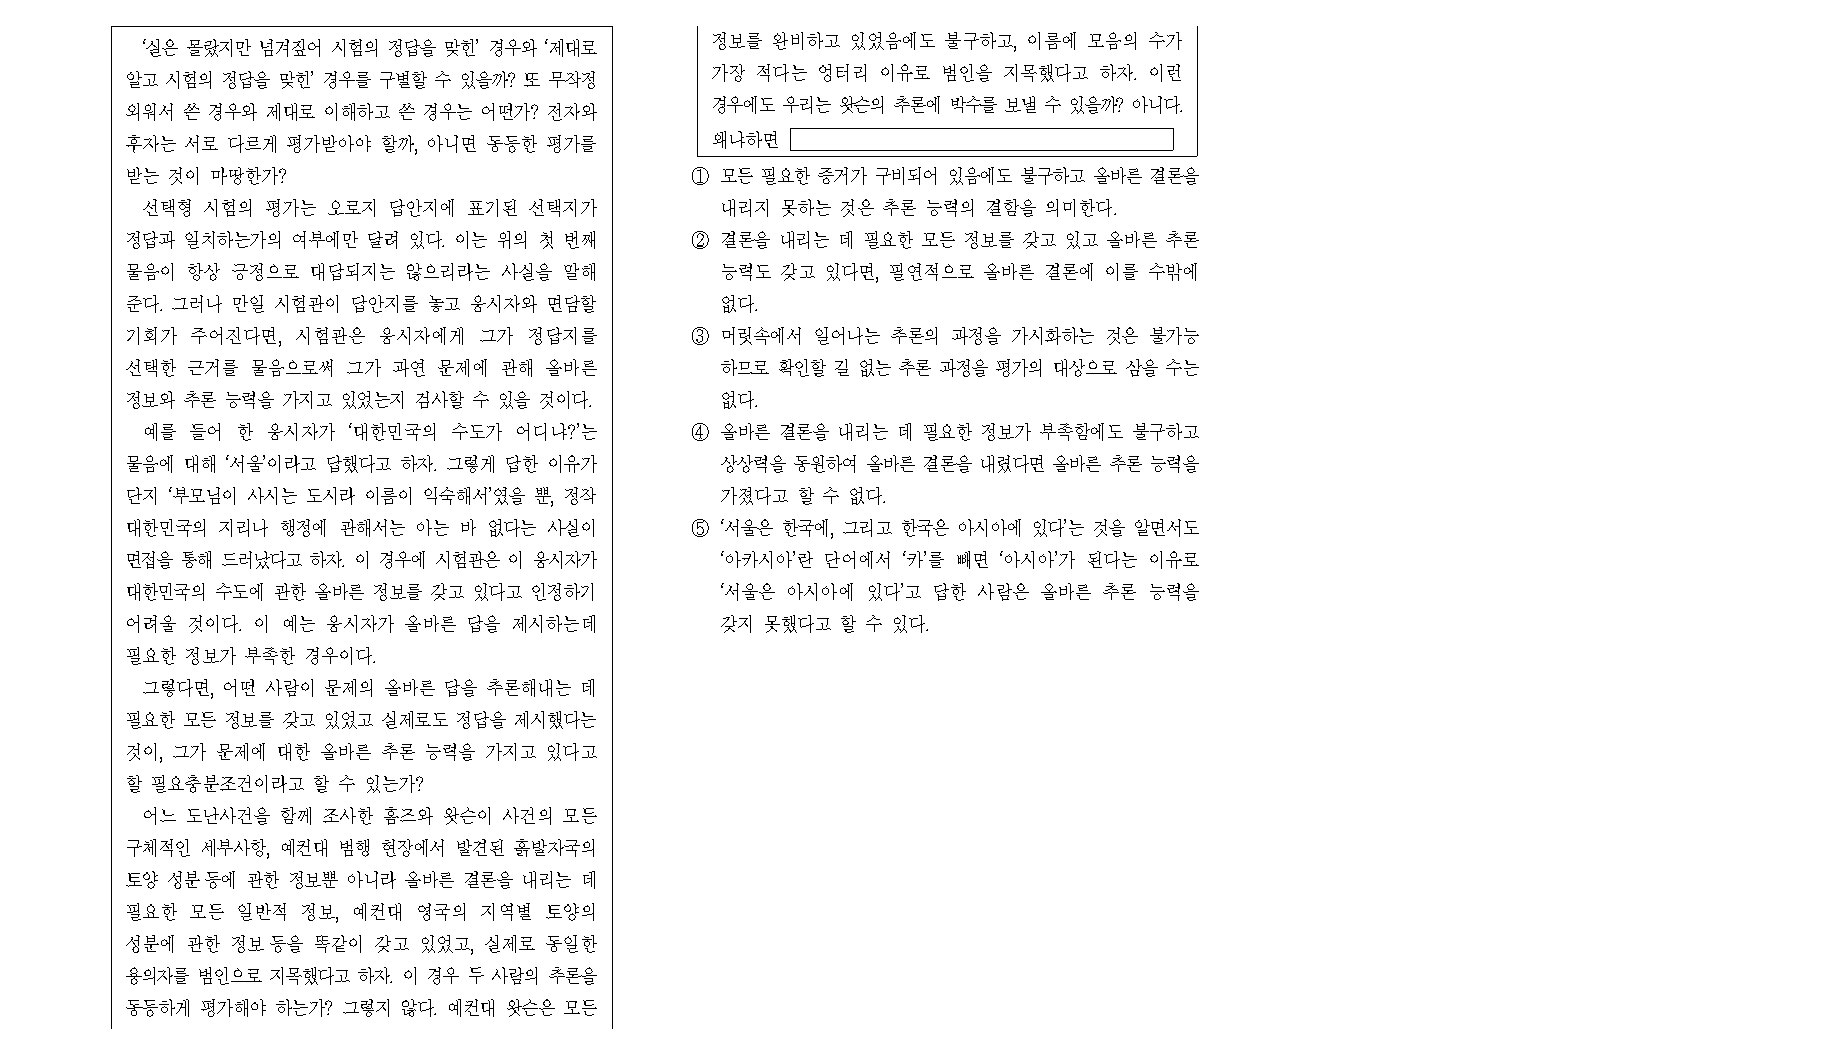 ‘실은 몰랐지만 넘겨짚어 시험의 정답을 맞힌’ 경우와 ‘제대로
알고 시험의 정답을 맞힌’ 경우를 구별할 수 있을까? 또 무작정
외워서 쓴 경우와 제대로 이해하고 쓴 경우는 어떤가? 전자와
후자는 서로 다르게 평가받아야 할까, 아니면 동등한 평가를
받는 것이 마땅한가?
선택형 시험의 평가는 오로지 답안지에 표기된 선택지가
정답과 일치하는가의 여부에만 달려 있다. 이는 위의 첫 번째
물음이 항상 긍정으로 대답되지는 않으리라는 사실을 말해
준다. 그러나 만일 시험관이 답안지를 놓고 응시자와 면담할
기회가 주어진다면, 시험관은 응시자에게 그가 정답지를
선택한 근거를 물음으로써 그가 과연 문제에 관해 올바른
정보와 추론 능력을 가지고 있었는지 검사할 수 있을 것이다.
예를 들어 한 응시자가 ‘대한민국의 수도가 어디냐?’는
물음에 대해 ‘서울’이라고 답했다고 하자. 그렇게 답한 이유가
단지 ‘부모님이 사시는 도시라 이름이 익숙해서’였을 뿐, 정작
대한민국의 지리나 행정에 관해서는 아는 바 없다는 사실이
면접을 통해 드러났다고 하자. 이 경우에 시험관은 이 응시자가
대한민국의 수도에 관한 올바른 정보를 갖고 있다고 인정하기
어려울 것이다. 이 예는 응시자가 올바른 답을 제시하는데
필요한 정보가 부족한 경우이다.
그렇다면, 어떤 사람이 문제의 올바른 답을 추론해내는 데
필요한 모든 정보를 갖고 있었고 실제로도 정답을 제시했다는
것이, 그가 문제에 대한 올바른 추론 능력을 가지고 있다고
할 필요충분조건이라고 할 수 있는가?
어느 도난사건을 함께 조사한 홈즈와 왓슨이 사건의 모든
구체적인 세부사항, 예컨대 범행 현장에서 발견된 흙발자국의
토양 성분 등에 관한 정보뿐 아니라 올바른 결론을 내리는 데
필요한 모든 일반적 정보, 예컨대 영국의 지역별 토양의
성분에 관한 정보 등을 똑같이 갖고 있었고, 실제로 동일한
용의자를 범인으로 지목했다고 하자. 이 경우 두 사람의 추론을
동등하게 평가해야 하는가? 그렇지 않다. 예컨대 왓슨은 모든
정보를 완비하고 있었음에도 불구하고, 이름에 모음의 수가
가장 적다는 엉터리 이유로 범인을 지목했다고 하자. 이런
경우에도 우리는 왓슨의 추론에 박수를 보낼 수 있을까? 아니다.
왜냐하면
① 모든 필요한 증거가 구비되어 있음에도 불구하고 올바른 결론을
내리지 못하는 것은 추론 능력의 결함을 의미한다.
② 결론을 내리는 데 필요한 모든 정보를 갖고 있고 올바른 추론
능력도 갖고 있다면, 필연적으로 올바른 결론에 이를 수밖에
없다.
③ 머릿속에서 일어나는 추론의 과정을 가시화하는 것은 불가능
하므로 확인할 길 없는 추론 과정을 평가의 대상으로 삼을 수는
없다.
④ 올바른 결론을 내리는 데 필요한 정보가 부족함에도 불구하고
상상력을 동원하여 올바른 결론을 내렸다면 올바른 추론 능력을
가졌다고 할 수 없다.
⑤ ‘서울은 한국에, 그리고 한국은 아시아에 있다’는 것을 알면서도
‘아카시아’란 단어에서 ‘카’를 빼면 ‘아시아’가 된다는 이유로
‘서울은 아시아에 있다’고 답한 사람은 올바른 추론 능력을
갖지 못했다고 할 수 있다.